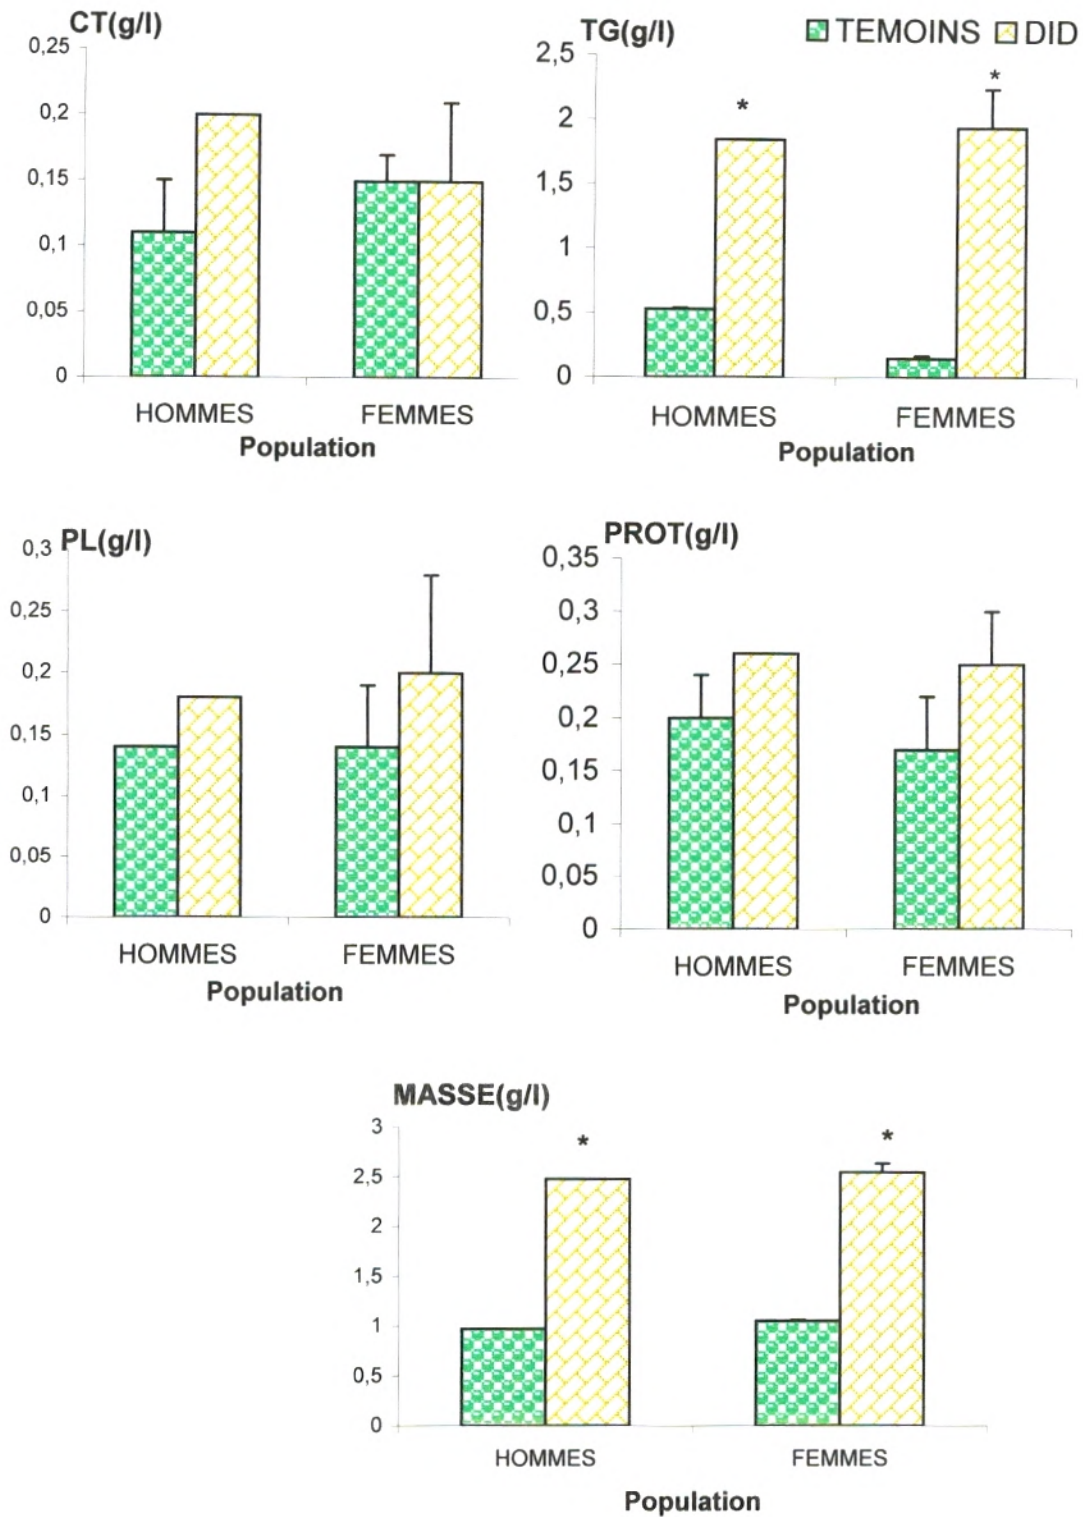 CT(g/l)
0,25
0,2
0,15
0,1
0,05
0
HOMMES FEMMES
Population
TG(g/l)
TEMOINS DID
2,5
2
1,5
1
0,5
0
* *
HOMMES FEMMES
Population
PL(g/l)
0,3
0,25
0,2
0,15
0,1
0,05
0
HOMMES FEMMES
Population
PROT(g/l)
0,35
0,3
0,25
0,2
0,15
0,1
0,05
0
HOMMES FEMMES
Population
MASSE(g/l)
3
2,5
2
1,5
1
0,5
0
* *
HOMMES FEMMES
Population